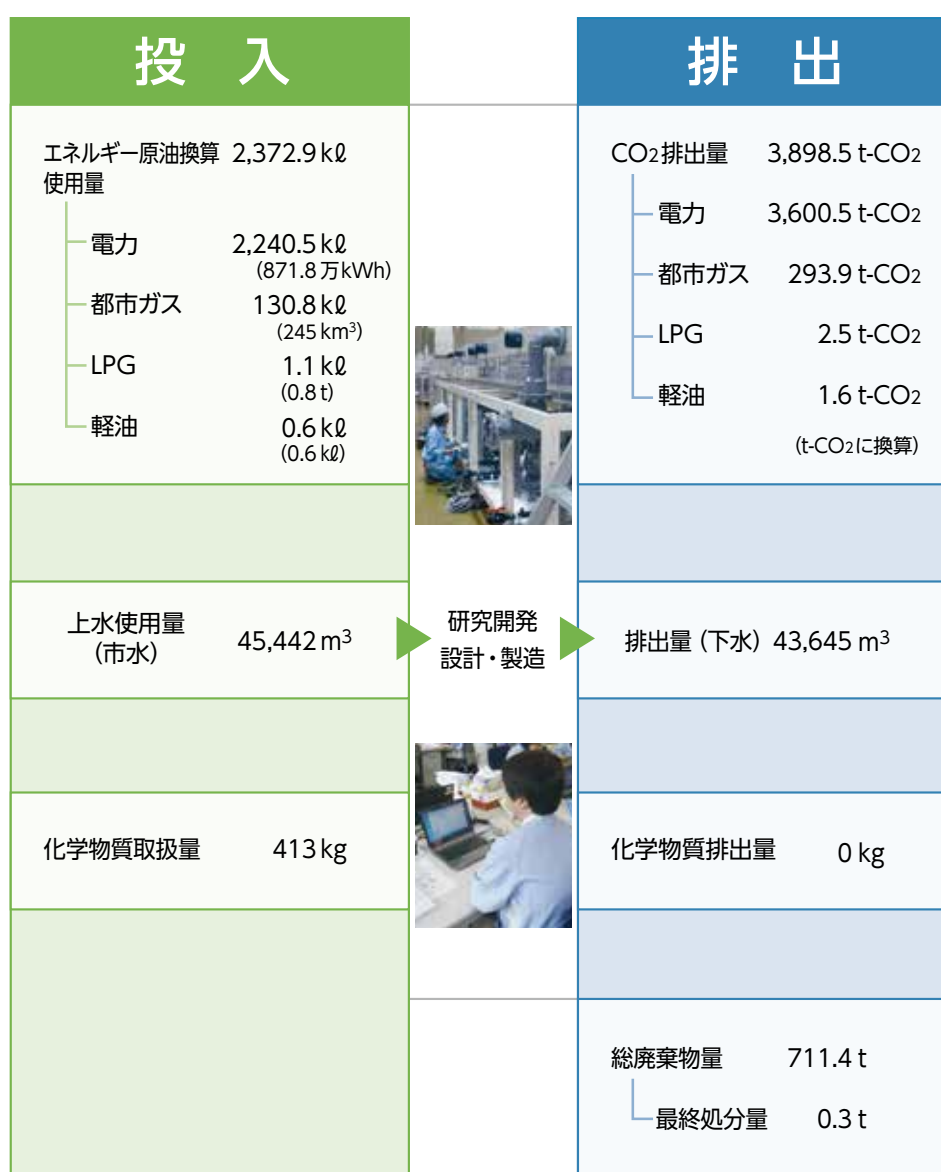 投入
エネルギー原油換算 2,372.9 kℓ
使用量
電力 2,240.5 kℓ
(871.8万kWh)
都市ガス 130.8 kℓ
(245 km³)
LPG 1.1 kℓ
(0.8 t)
軽油 0.6 kℓ
(0.6 kℓ)
上水使用量
(市水)
45,442 m³
化学物質取扱量 413 kg
研究開発
設計・製造
排出
CO2排出量 3,898.5 t-CO2
電力 3,600.5 t-CO2
都市ガス 293.9 t-CO2
LPG 2.5 t-CO2
軽油 1.6 t-CO2
(t-CO2に換算)
排出量(下水) 43,645 m³
化学物質排出量 0 kg
総廃棄物量 711.4 t
最終処分量 0.3 t